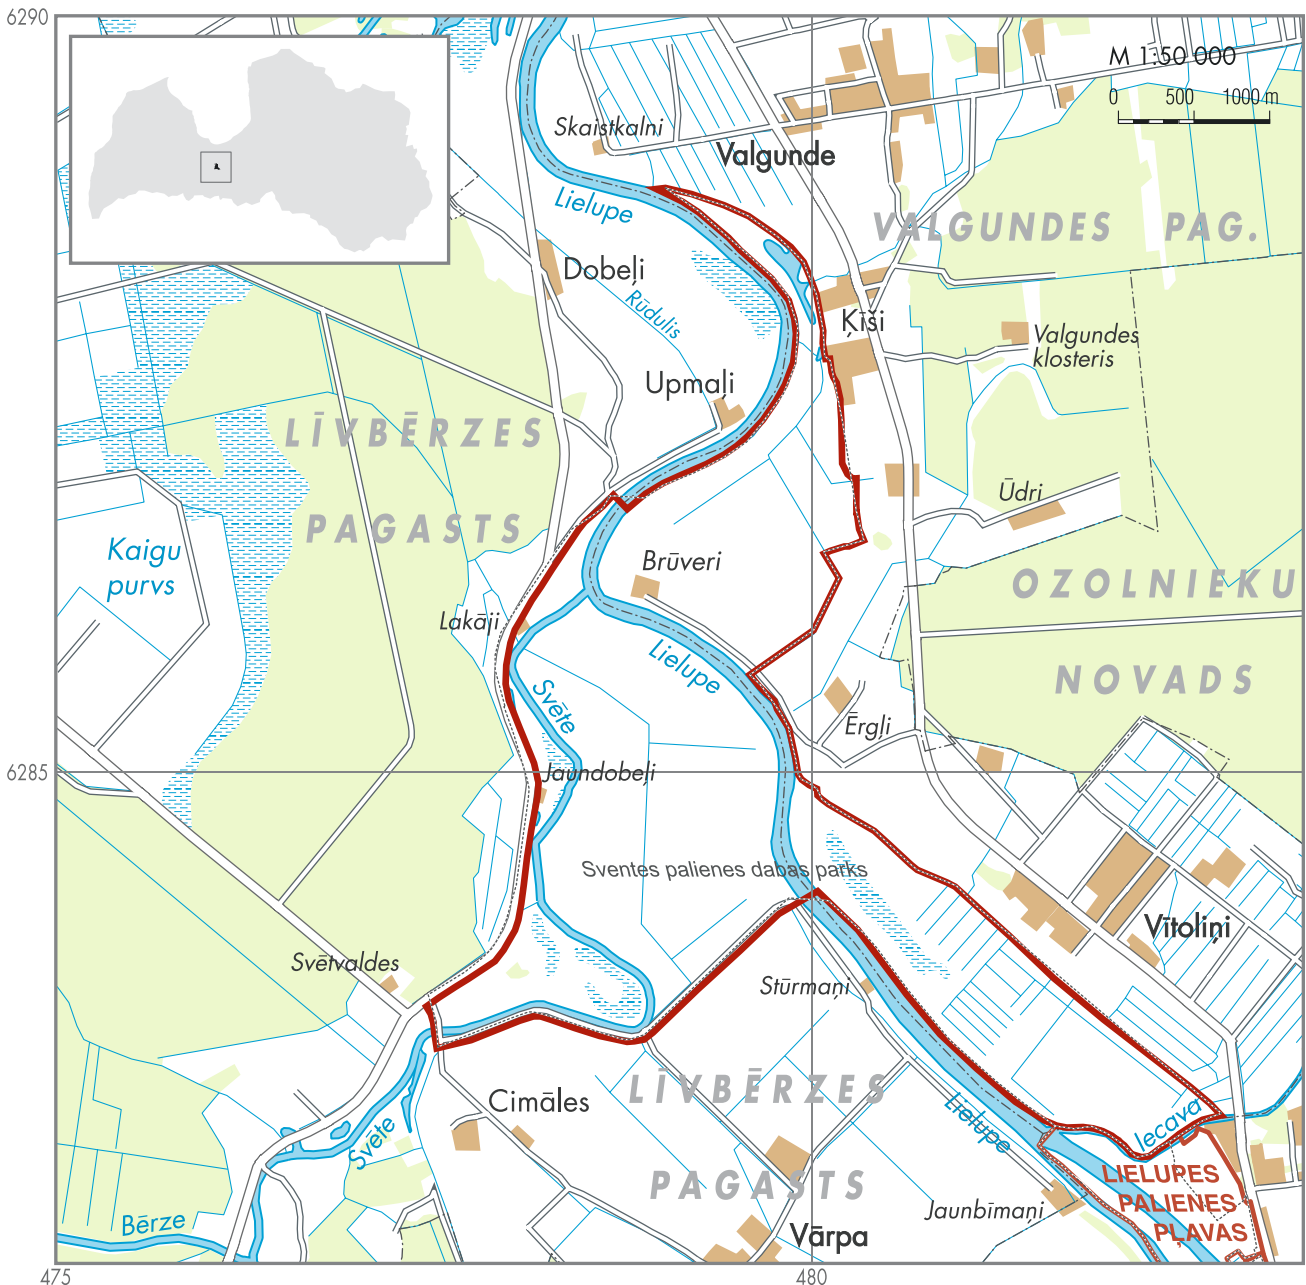 6290
M 1:50 000
0 500 1000m
Skaistkalni
Valgunde
Lielupe
VALGUNDES PAG.
Dobeļi
Rūdulis
Ķīši
Valgundes
klosteris
Upmaļi
LĪVBĒRZES
PAGASTS
Ūdri
Kaigu
purvs
Brūveri
OZOLNIEKU
NOVADS
Lakāji
Lielupe
Svēte
Ērgļi
6285
Jaundobeļi
Sventes palienes dabas parks
Vītoliņi
Svētvaldes
Stūrmaņi
Cimāles
LĪVBĒRZES
PAGASTS
Lielupe
Iecava
Svēte
LIELUPES
PALIENES
PĻAVAS
Jaunbīmaņi
Bērze
Vārpa
475
480